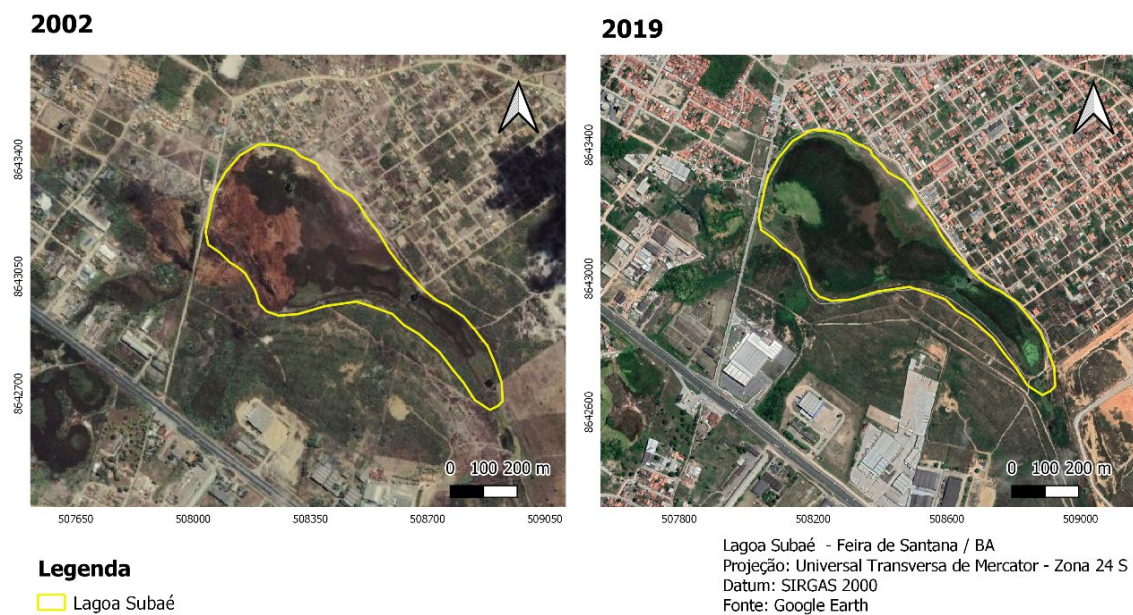 2002
2019
8643400
8643050
8642700
0 100 200 m
507650 508000 508350 508700 509050
8643400
8643000
8642600
0 100 200 m
507800 508200 508600 509000
Legenda
Lagoa Subaé
Lagoa Subaé - Feira de Santana / BA
Projeção: Universal Transversa de Mercator - Zona 24 S
Datum: SIRGAS 2000
Fonte: Google Earth